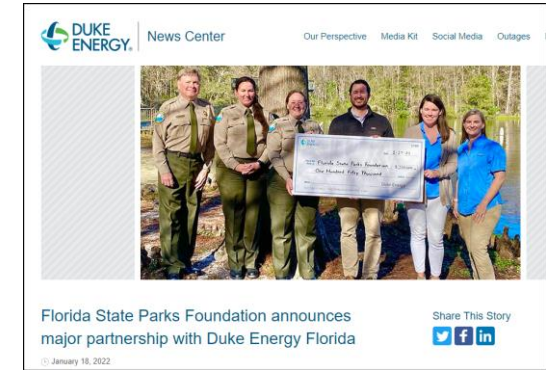 DUKE
ENERGY.
News Center
Our Perspective
Media Kit
Social Media
Outages
Florida State Parks Foundation
One Hundred Fifty Thousand
Florida State Parks Foundation announces
major partnership with Duke Energy Florida
January 18, 2022
Share This Story